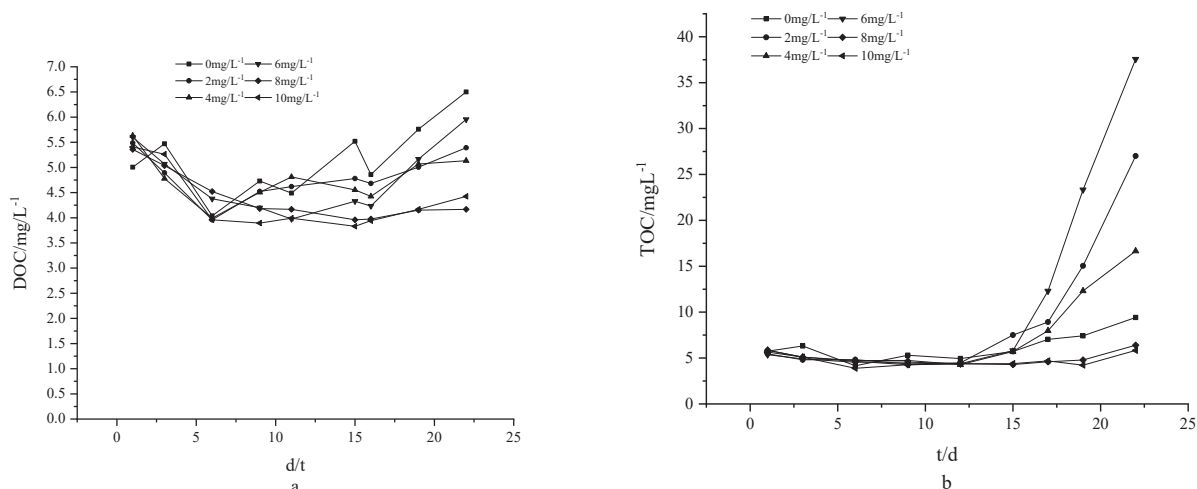 0mg/L-1 6mg/L-1
2mg/L-1 8mg/L-1
4mg/L-1 10mg/L-1
7.0
6.5
6.0
5.5
5.0
4.5
4.0
3.5
3.0
2.5
2.0
1.5
1.0
0.5
0.0
DOC/mg/L-1
0 5 10 15 20 25
d/t
a
0mg/L-1 6mg/L-1
2mg/L-1 8mg/L-1
4mg/L-1 10mg/L-1
40
35
30
25
20
15
10
5
0
TOC/mgL-1
0 5 10 15 20 25
t/d
b